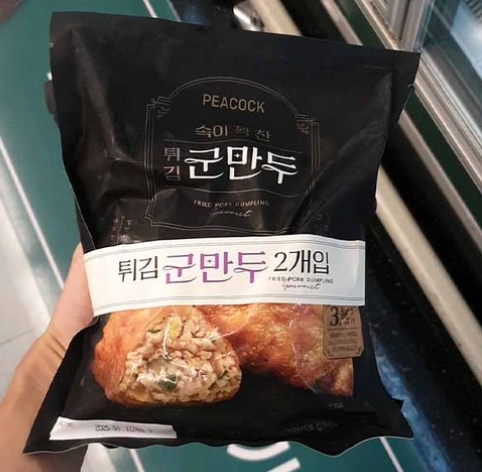 PEACOCK
속이 꽉 찬
튀김
군만두
FRIED PORK DUMPLING
gourmet
튀김 군만두 2개입
FRIED PORK DUMPLING
gourmet